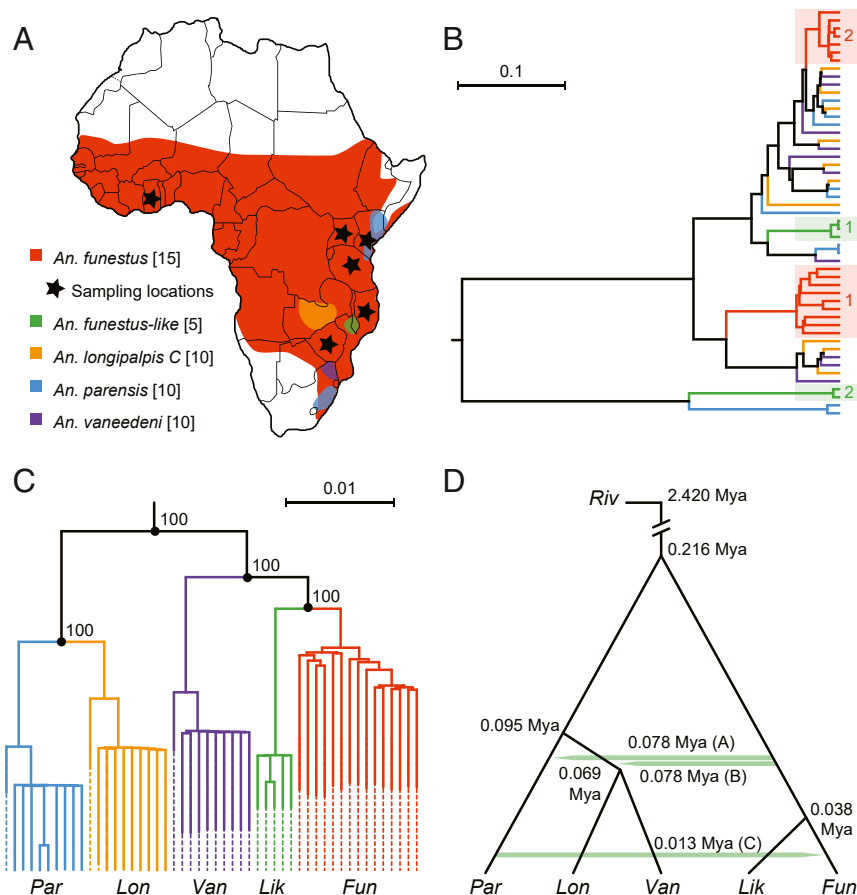 A
An. funestus [15]
Sampling locations
An. funestus-like [5]
An. longipalpis C [10]
An. parensis [10]
An. vaneedeni [10]
B
0.1
2
1
1
2
C
0.01
100
100
100
100
Par Lon Van Lik Fun
D
Riv 2.420 Mya
0.216 Mya
0.095 Mya
0.078 Mya (A)
0.078 Mya (B)
0.069
Mya
0.038
Mya
0.013 Mya (C)
Par Lon Van Lik Fun